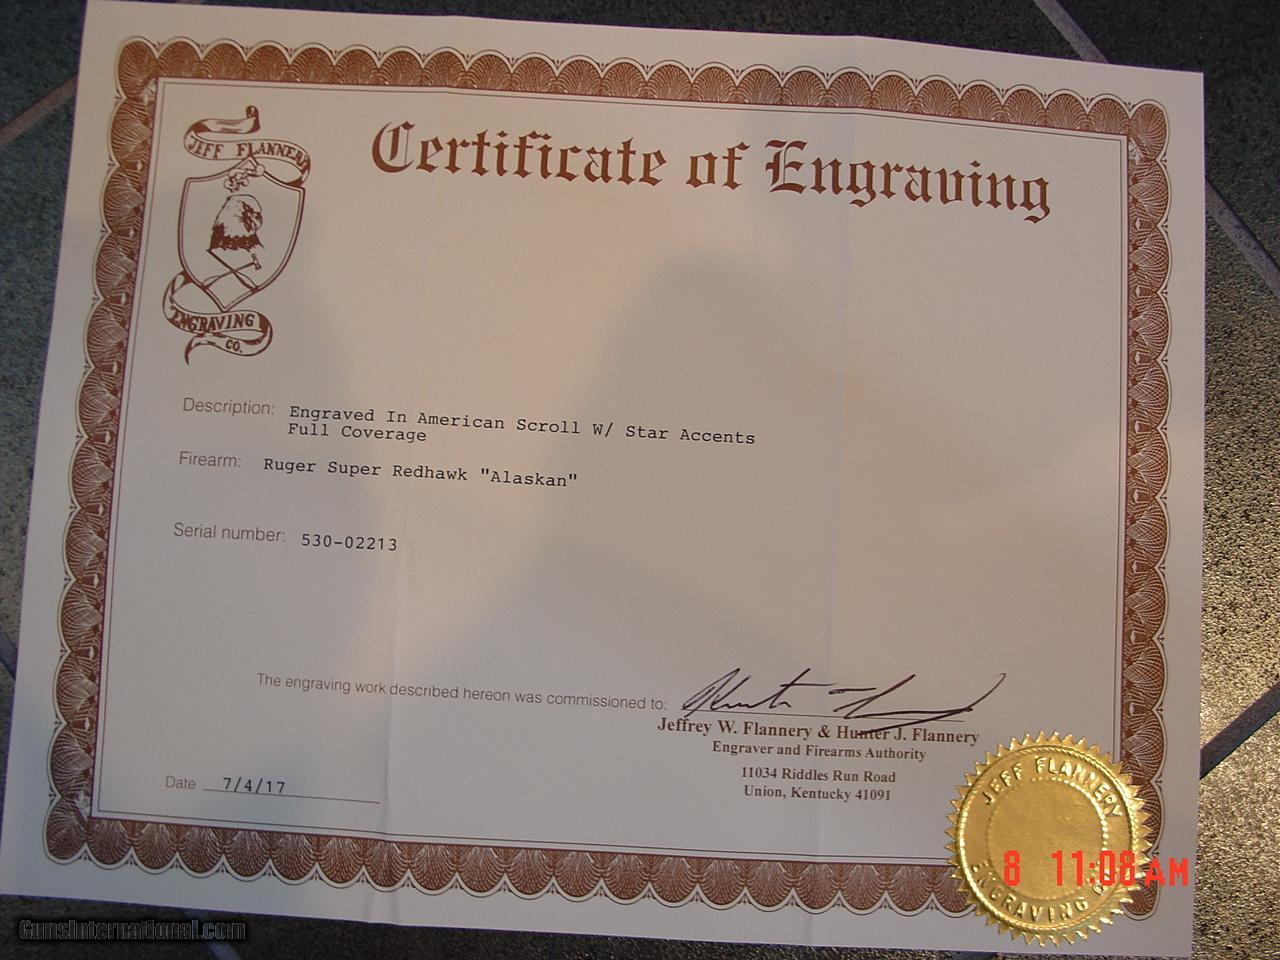 JEFF FLANNERY
Certificate of Engraving
ENGRAVING
CO.
Description: Engraved In American Scroll W/ Star Accents
Full Coverage
Firearm: Ruger Super Redhawk "Alaskan"
Serial number: 530-02213
The engraving work described hereon was commissioned to:
Jeffrey W. Flannery & Hunter J. Flannery
Engraver and Firearms Authority
11034 Riddles Run Road
Union, Kentucky 41091
Date 7/4/17
JEFF FLANNERY
ENGRAVING
8 11:08 AM
GunsInternational.com